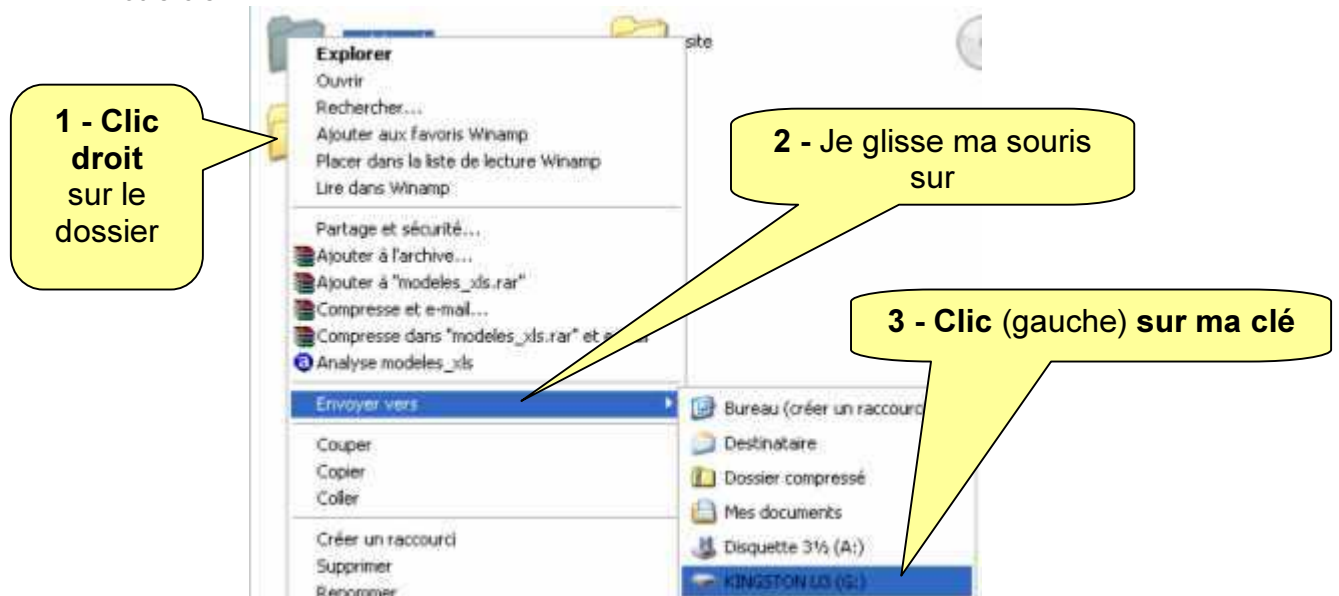 site
Explorer
Ouvrir
Rechercher...
Ajouter aux favoris Winamp
Placer dans la liste de lecture Winamp
Lire dans Winamp
Partage et sécurité...
Ajouter à l'archive...
Ajouter à "modeles_xls.rar"
Compresse et e-mail...
Compresse dans "modeles_xls.rar" et
Analyse modeles_xls
Envoyer vers
Couper
Copier
Coller
Créer un raccourci
Supprimer
Renommer
1 - Clic
droit
sur le
dossier
2 - Je glisse ma souris
sur
3 - Clic (gauche) sur ma clé
Bureau (créer un raccourc
Destinataire
Dossier compressé
Mes documents
Disquette 3½ (A:)
KINGSTON U3 (G:)